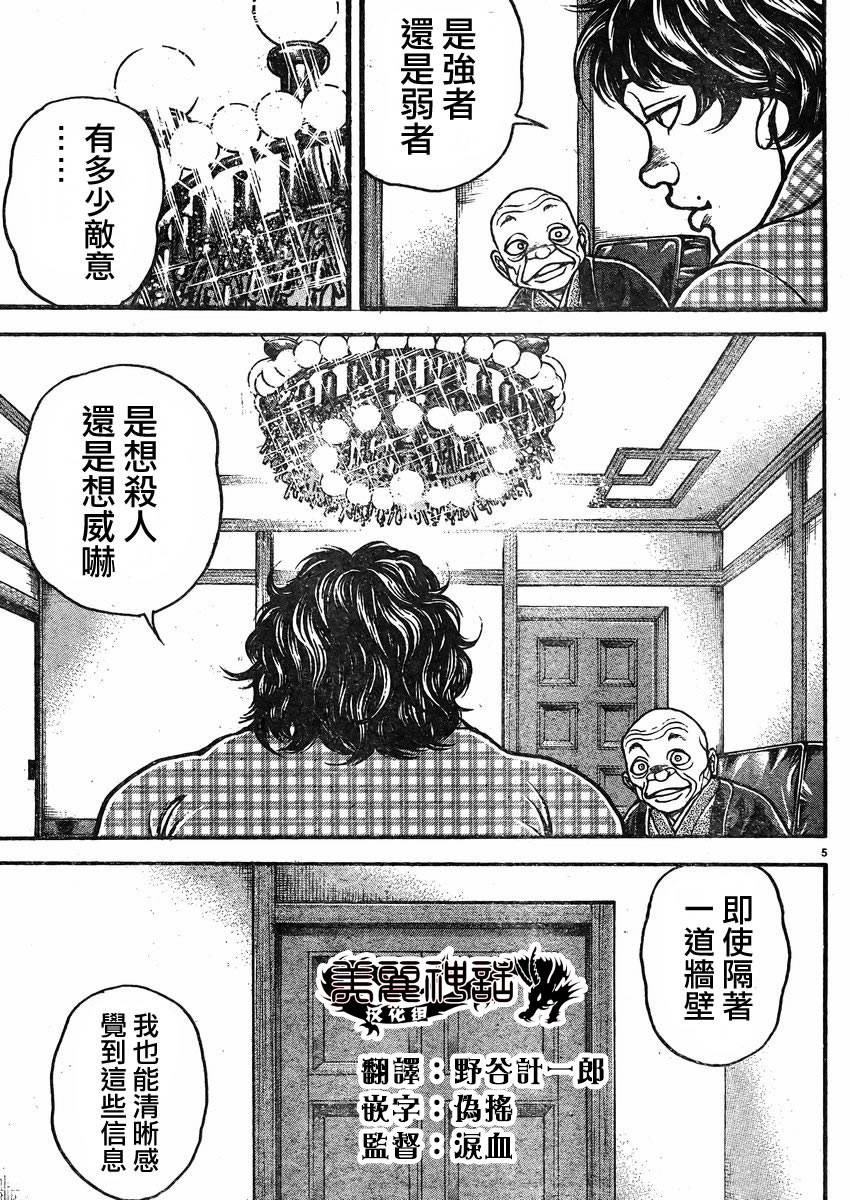 是強者
還是弱者
有多少敵意
……
是想殺人
還是想威嚇
5
即使隔著
一道牆壁
美麗神話
汉化组
翻譯：野谷計一郎
嵌字：偽搖
監督：淚血
我也能清晰感
覺到這些信息